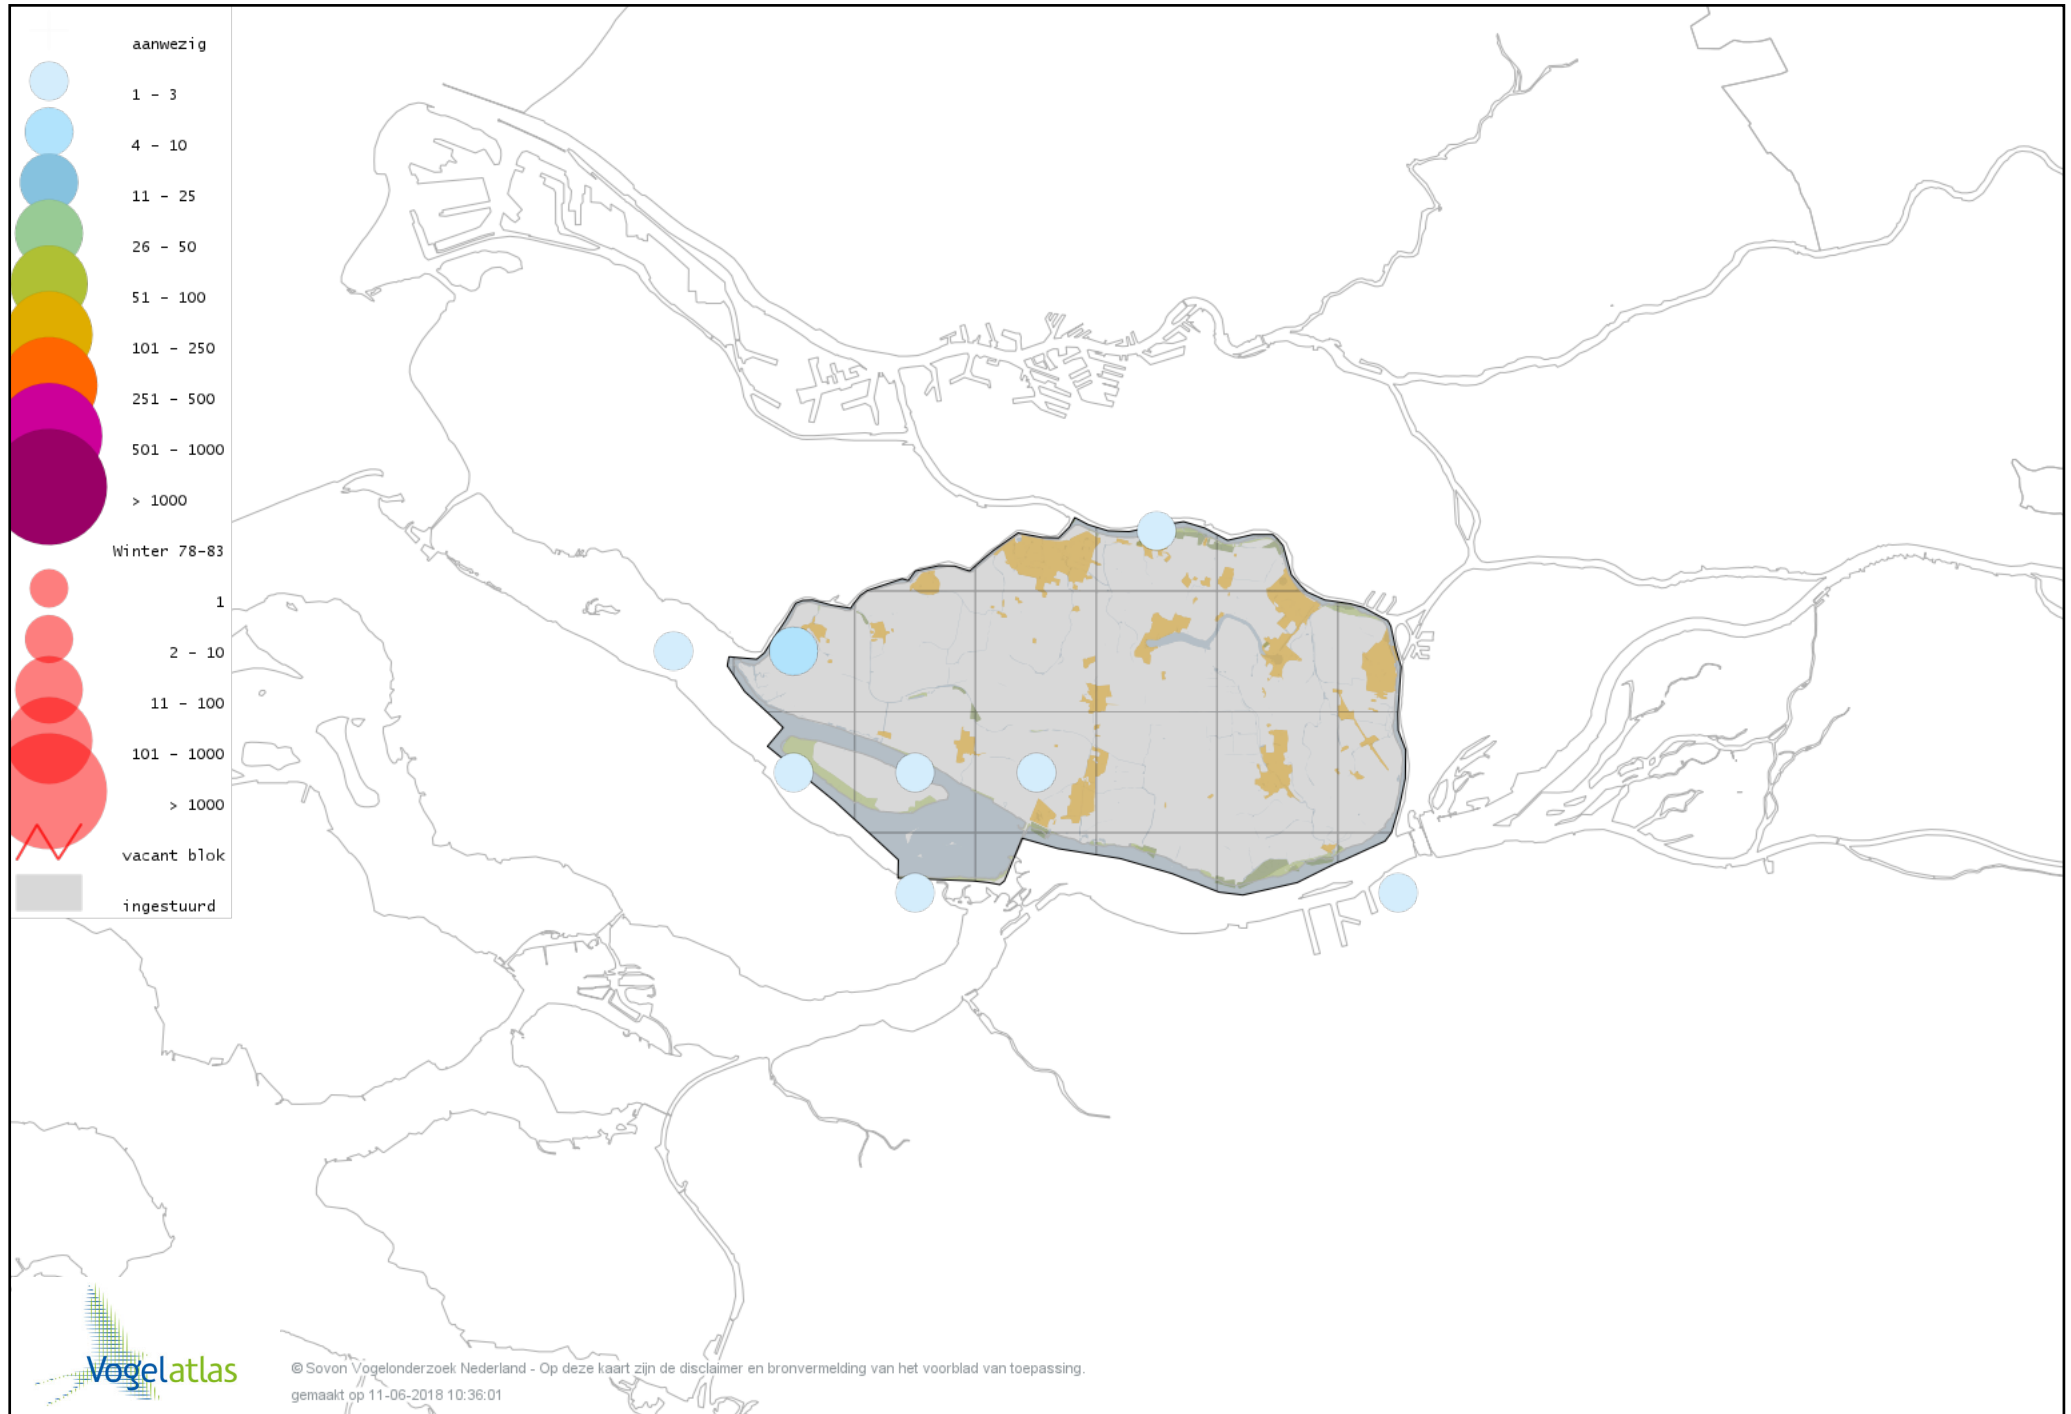 aanwezig
1 - 3
4 - 10
11 - 25
26 - 50
51 - 100
101 - 250
251 - 500
501 - 1000
> 1000
Winter 78-83
1
2 - 10
11 - 100
101 - 1000
> 1000
vacant blok
ingestuurd
Vogelatlas
© Sovon Vogelonderzoek Nederland - Op deze kaart zijn de disclaimer en bronvermelding van het voorblad van toepassing.
gemaakt op 11-06-2018 10:36:01